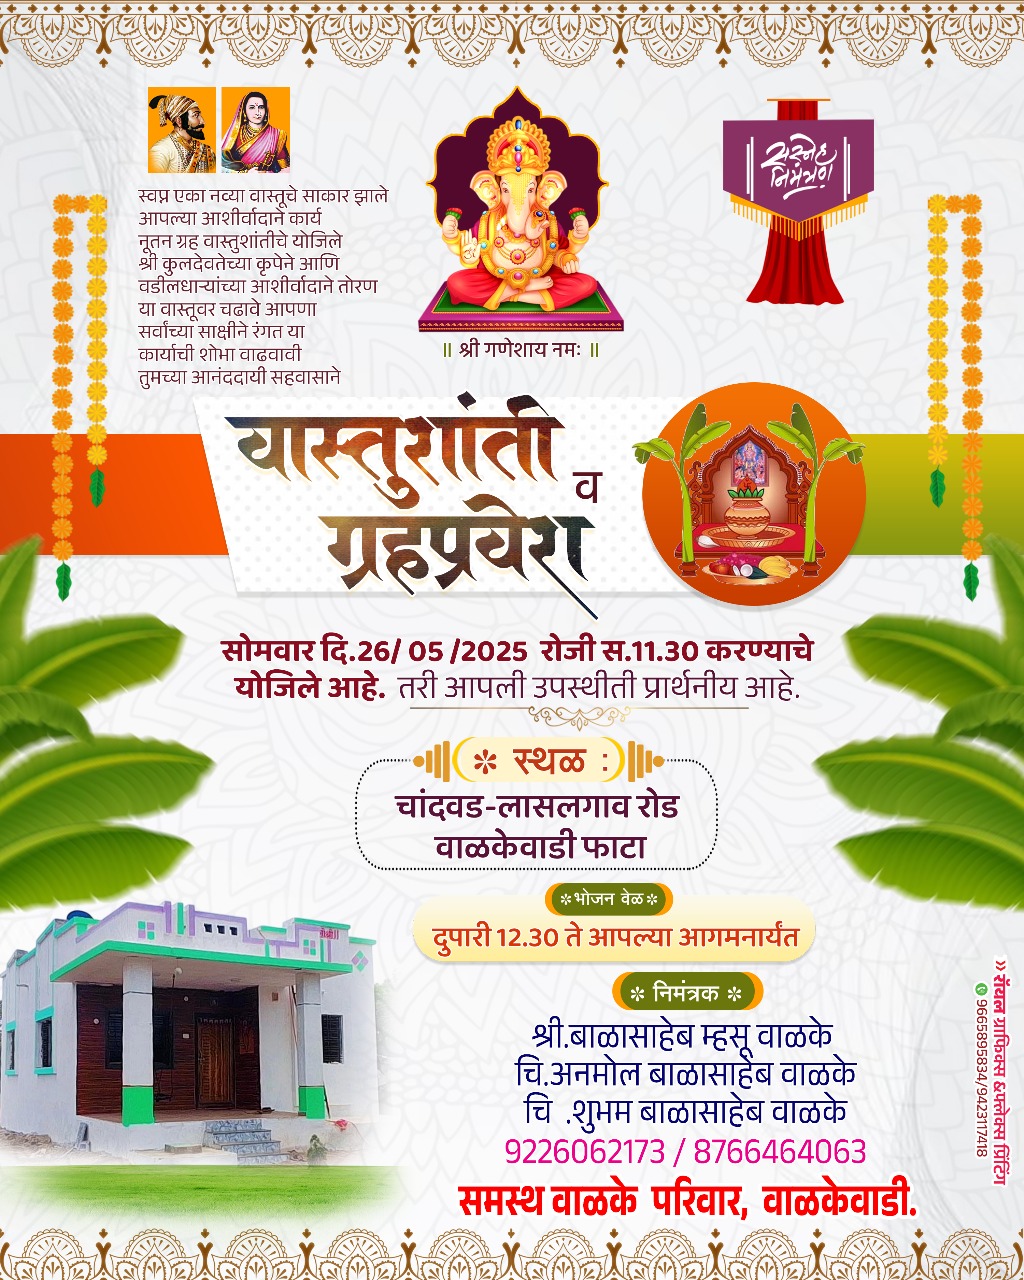 स्वप्न एका नव्या वास्तूचे साकार झाले
आपल्या आशीर्वादाने कार्य
नूतन ग्रह वास्तुशांतीचे योजिले
श्री कुलदेवतेच्या कृपेने आणि
वडीलधाऱ्यांच्या आशीर्वादाने तोरण
या वास्तूवर चढावे आपणा
सर्वांच्या साक्षीने रंगत या
कार्याची शोभा वाढवावी
तुमच्या आनंददायी सहवासाने
॥ श्री गणेशाय नमः ॥
सस्नेह
निमंत्रण
वास्तुशांती
व
ग्रहप्रवेश
सोमवार दि.26/ 05 /2025 रोजी स.11.30 करण्याचे
योजिले आहे. तरी आपली उपस्थीती प्रार्थनीय आहे.
* स्थळ :
चांदवड-लासलगाव रोड
वाळकेवाडी फाटा
*भोजन वेळ*
दुपारी 12.30 ते आपल्या आगमनार्यंत
* निमंत्रक *
श्री.बाळासाहेब म्हसू वाळके
चि.अनमोल बाळासाहेब वाळके
चि .शुभम बाळासाहेब वाळके
9226062173 / 8766464063
समस्थ वाळके परिवार, वाळकेवाडी.
» रॉयल ग्राफिक्स &फ्लेक्स प्रिटिंग
9665895834/9423117418